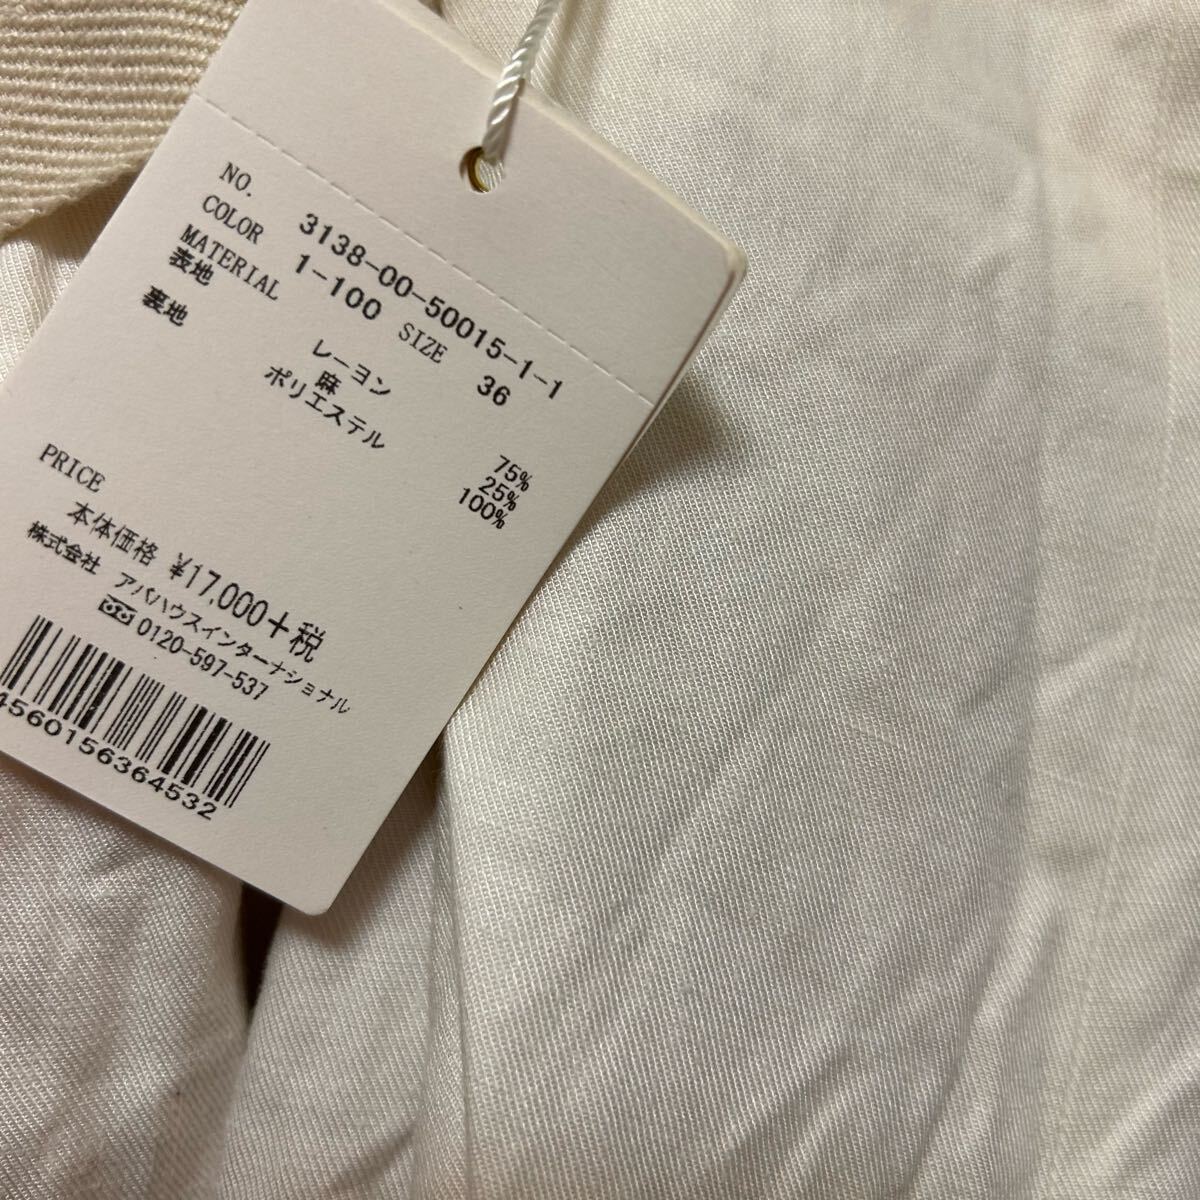 NO. 3138-00-50015-1-1
COLOR 1-100 SIZE 36
MATERIAL
表地 レーヨン 75%
麻 25%
裏地 ポリエステル 100%
PRICE
本体価格 ¥17,000+税
株式会社 アバハウスインターナショナル
0120-597-537
4560156364532